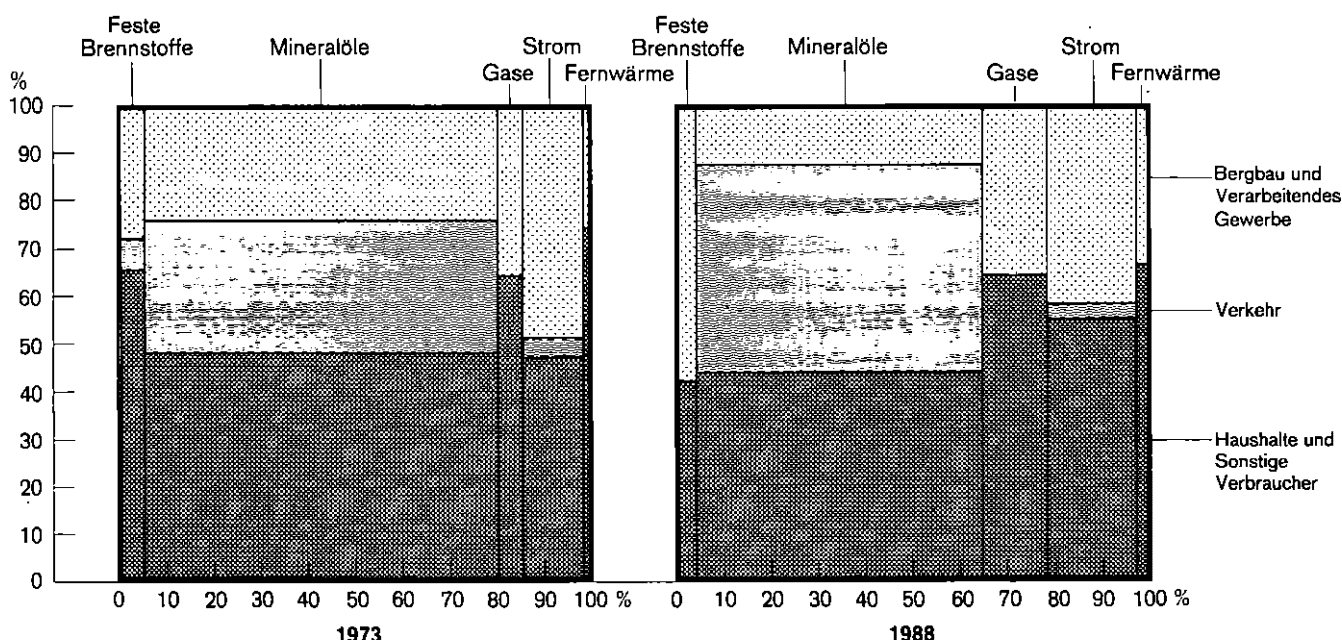 Feste
Brennstoffe
Mineralöle
Strom
Gase
Fernwärme
%
100
90
80
70
60
50
40
30
20
10
0
0 10 20 30 40 50 60 70 80 90 100 %
1973
Feste
Brennstoffe
Mineralöle
Strom
Gase
Fernwärme
0 10 20 30 40 50 60 70 80 90 100 %
1988
Bergbau und
Verarbeitendes
Gewerbe
Verkehr
Haushalte und
Sonstige
Verbraucher